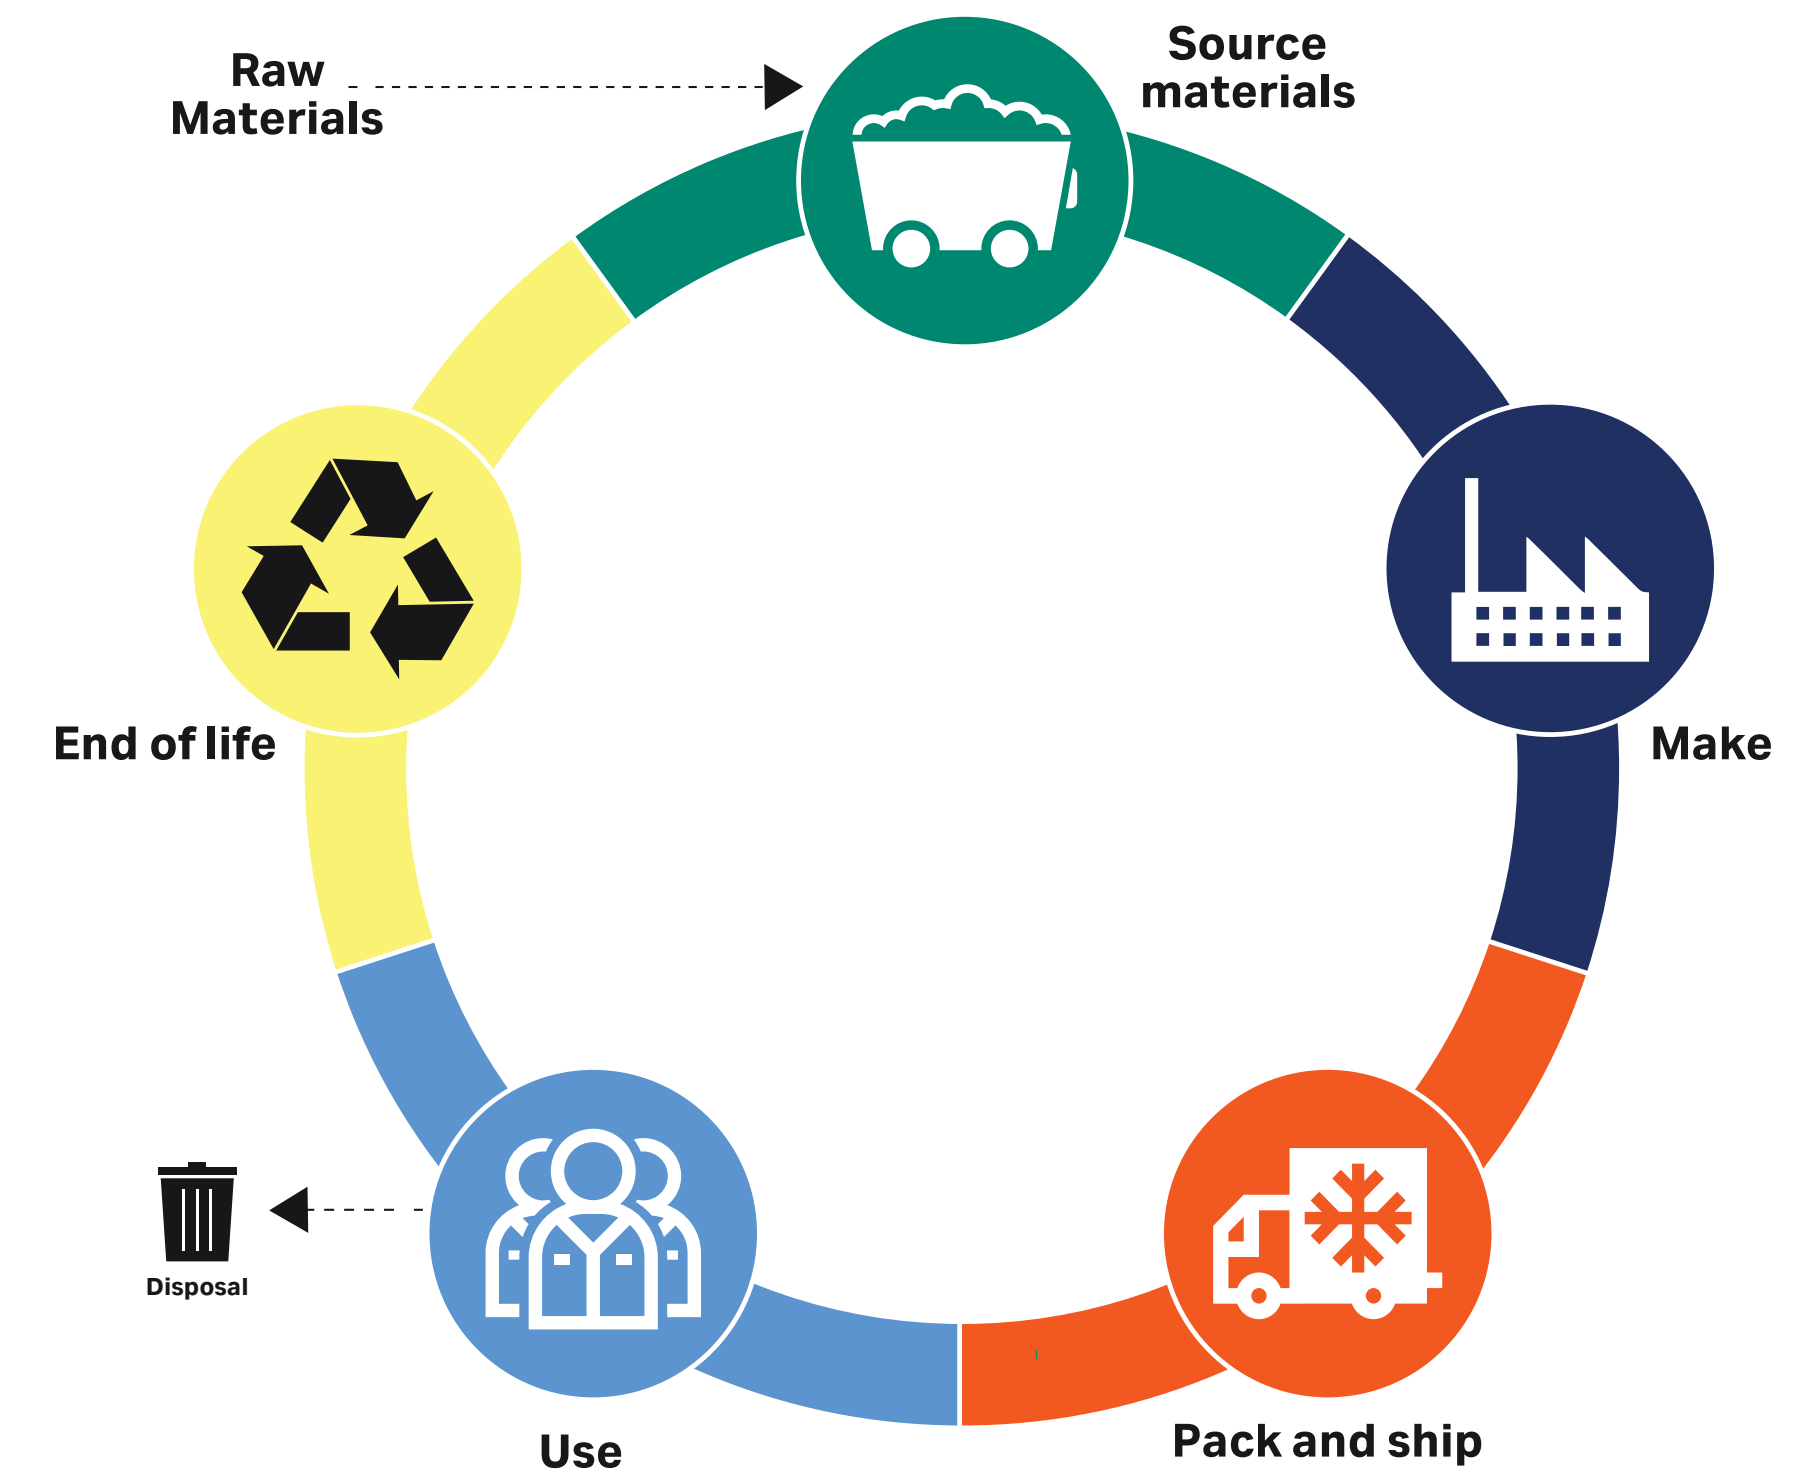 Raw
Materials
Source
materials
End of life
Make
Disposal
Use
Pack and ship